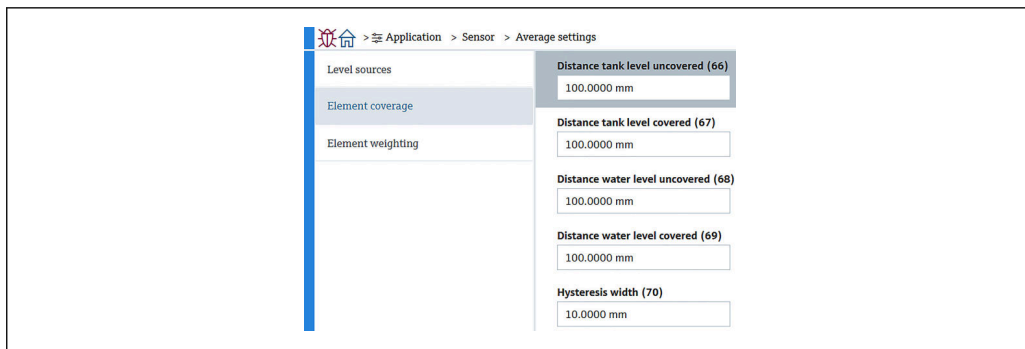 > Application > Sensor > Average settings
Level sources
Element coverage
Element weighting
Distance tank level uncovered (66)
100.0000 mm
Distance tank level covered (67)
100.0000 mm
Distance water level uncovered (68)
100.0000 mm
Distance water level covered (69)
100.0000 mm
Hysteresis width (70)
10.0000 mm